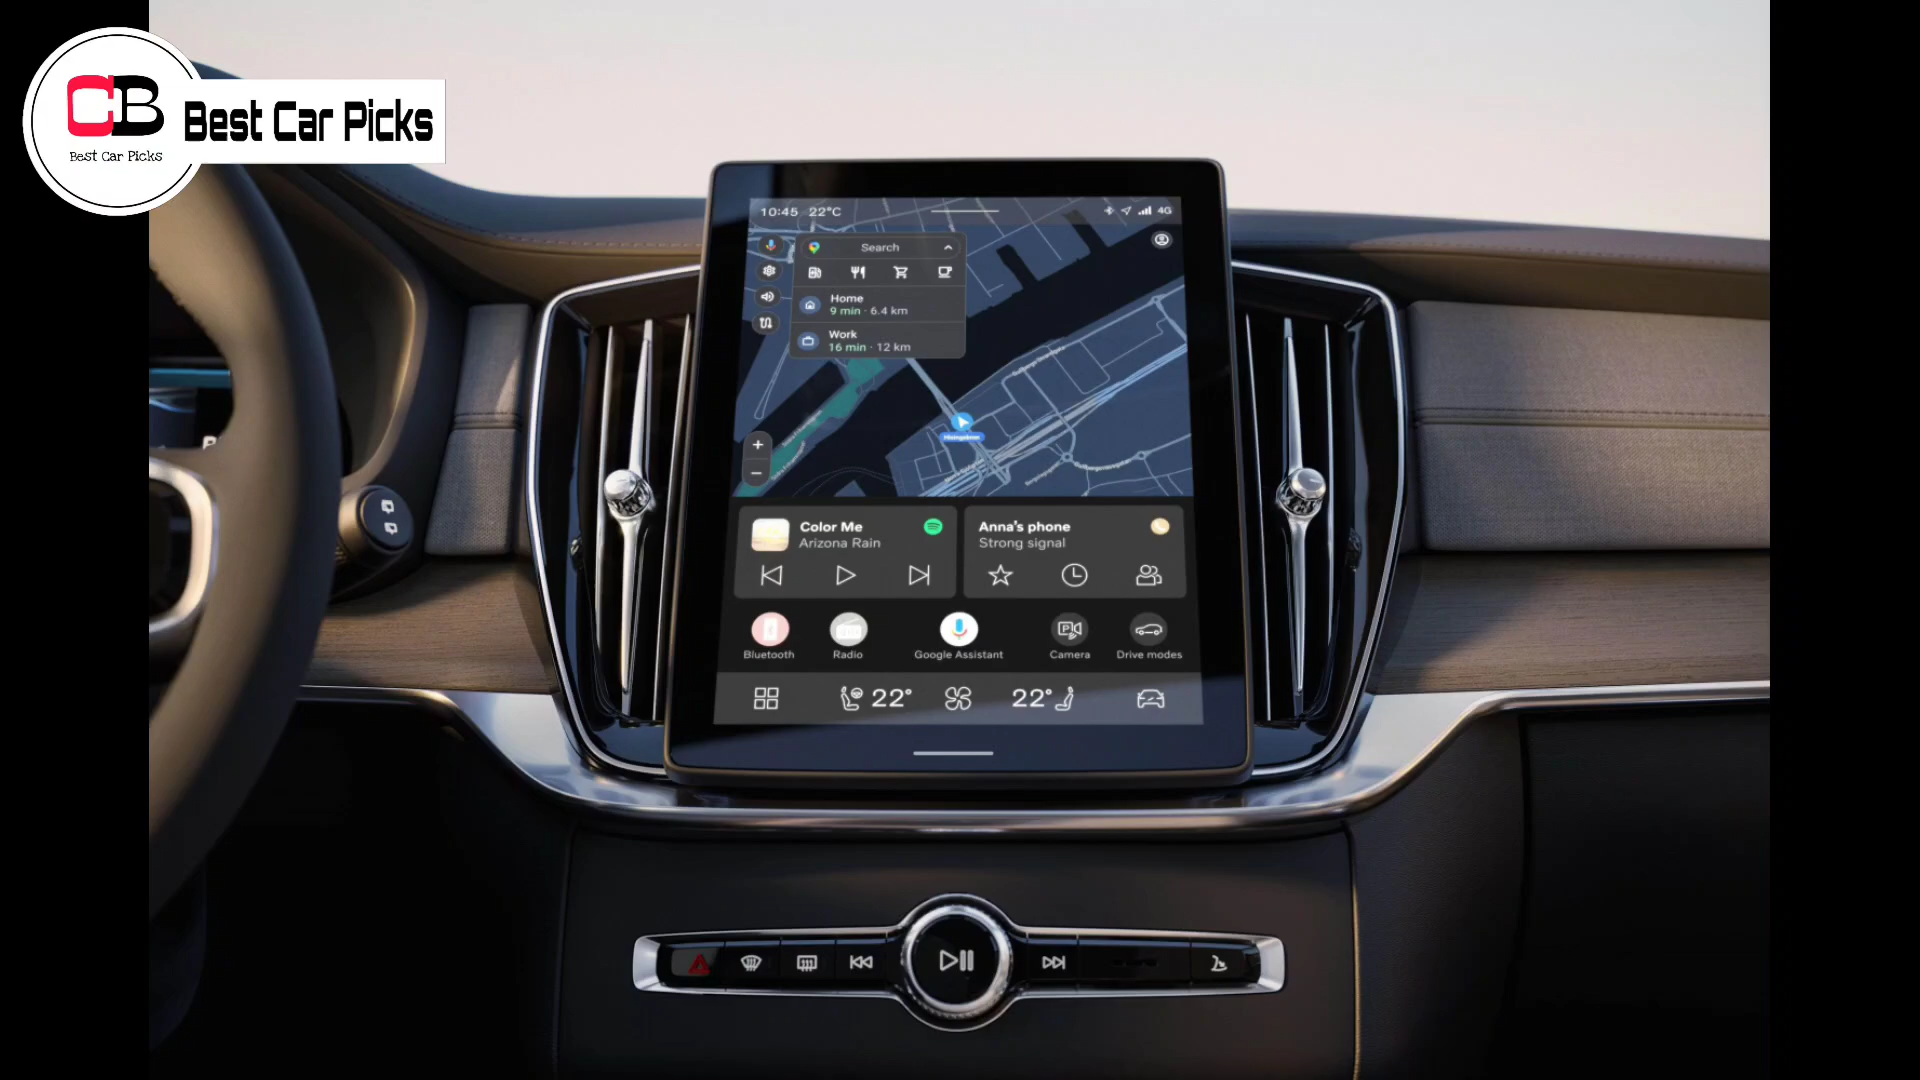 CB
Best Car Picks
Best Car Picks
10:45 22°C
4G
Search
Home
9 min · 6.4 km
Work
16 min · 12 km
+
−
Color Me
Arizona Rain
Anna's phone
Strong signal
Bluetooth
Radio
Google Assistant
Camera
Drive modes
22°
22°